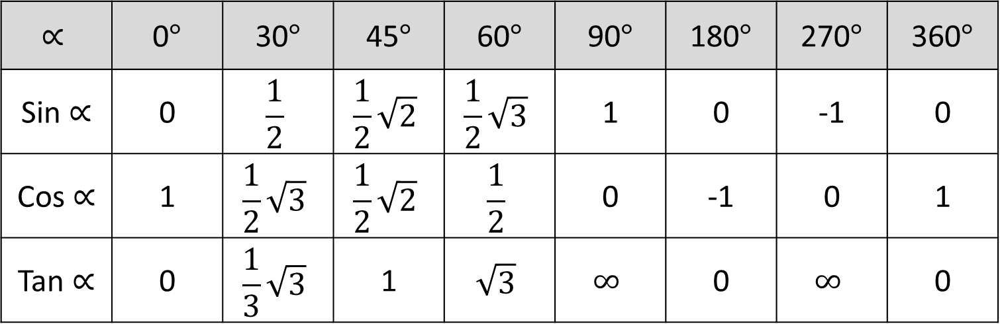 ∝ 0° 30° 45° 60° 90° 180° 270° 360°
Sin ∝ 0 1/2 1/2√2 1/2√3 1 0 -1 0
Cos ∝ 1 1/2√3 1/2√2 1/2 0 -1 0 1
Tan ∝ 0 1/3√3 1 √3 ∞ 0 ∞ 0